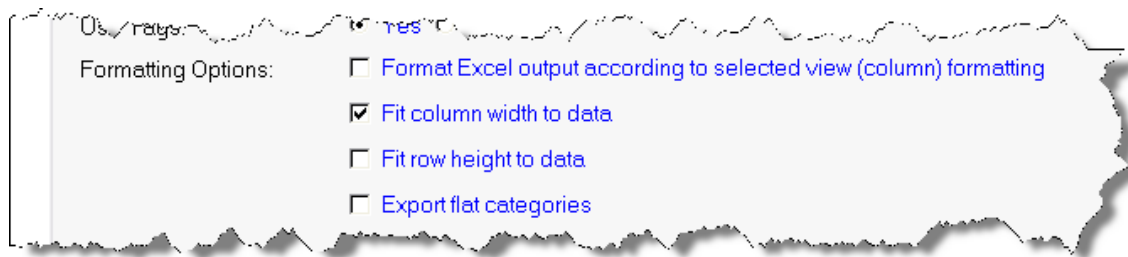 Yes
Formatting Options: Format Excel output according to selected view (column) formatting
Fit column width to data
Fit row height to data
Export flat categories